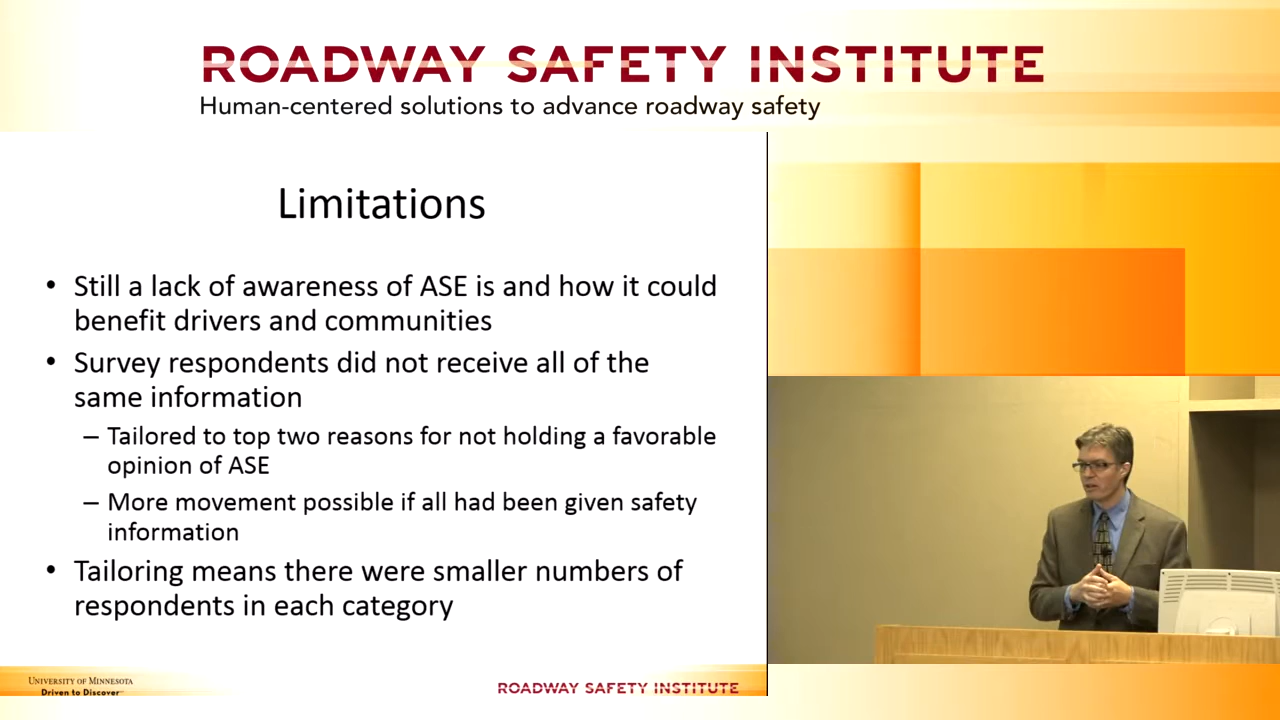 ROADWAY SAFETY INSTITUTE
Human-centered solutions to advance roadway safety
Limitations
• Still a lack of awareness of ASE is and how it could
benefit drivers and communities
• Survey respondents did not receive all of the
same information
– Tailored to top two reasons for not holding a favorable
opinion of ASE
– More movement possible if all had been given safety
information
• Tailoring means there were smaller numbers of
respondents in each category
UNIVERSITY OF MINNESOTA
Driven to Discover
ROADWAY SAFETY INSTITUTE